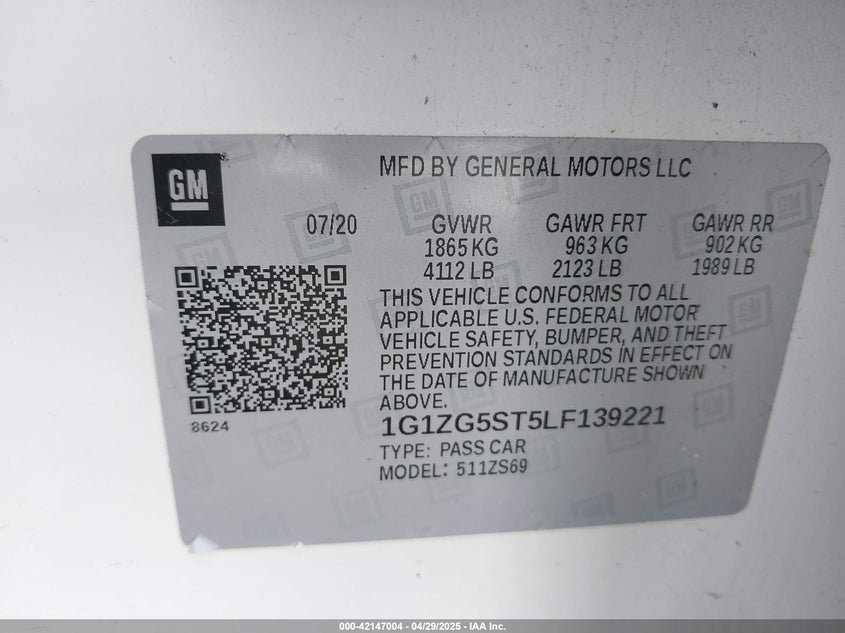 GM
MFD BY GENERAL MOTORS LLC
07/20
GVWR GAWR FRT GAWR RR
1865 KG 963 KG 902 KG
4112 LB 2123 LB 1989 LB
THIS VEHICLE CONFORMS TO ALL
APPLICABLE U.S. FEDERAL MOTOR
VEHICLE SAFETY, BUMPER, AND THEFT
PREVENTION STANDARDS IN EFFECT ON
THE DATE OF MANUFACTURE SHOWN
ABOVE.
8624
1G1ZG5ST5LF139221
TYPE: PASS CAR
MODEL: 511ZS69
000-42147004 - 04/29/2025 - IAA Inc.